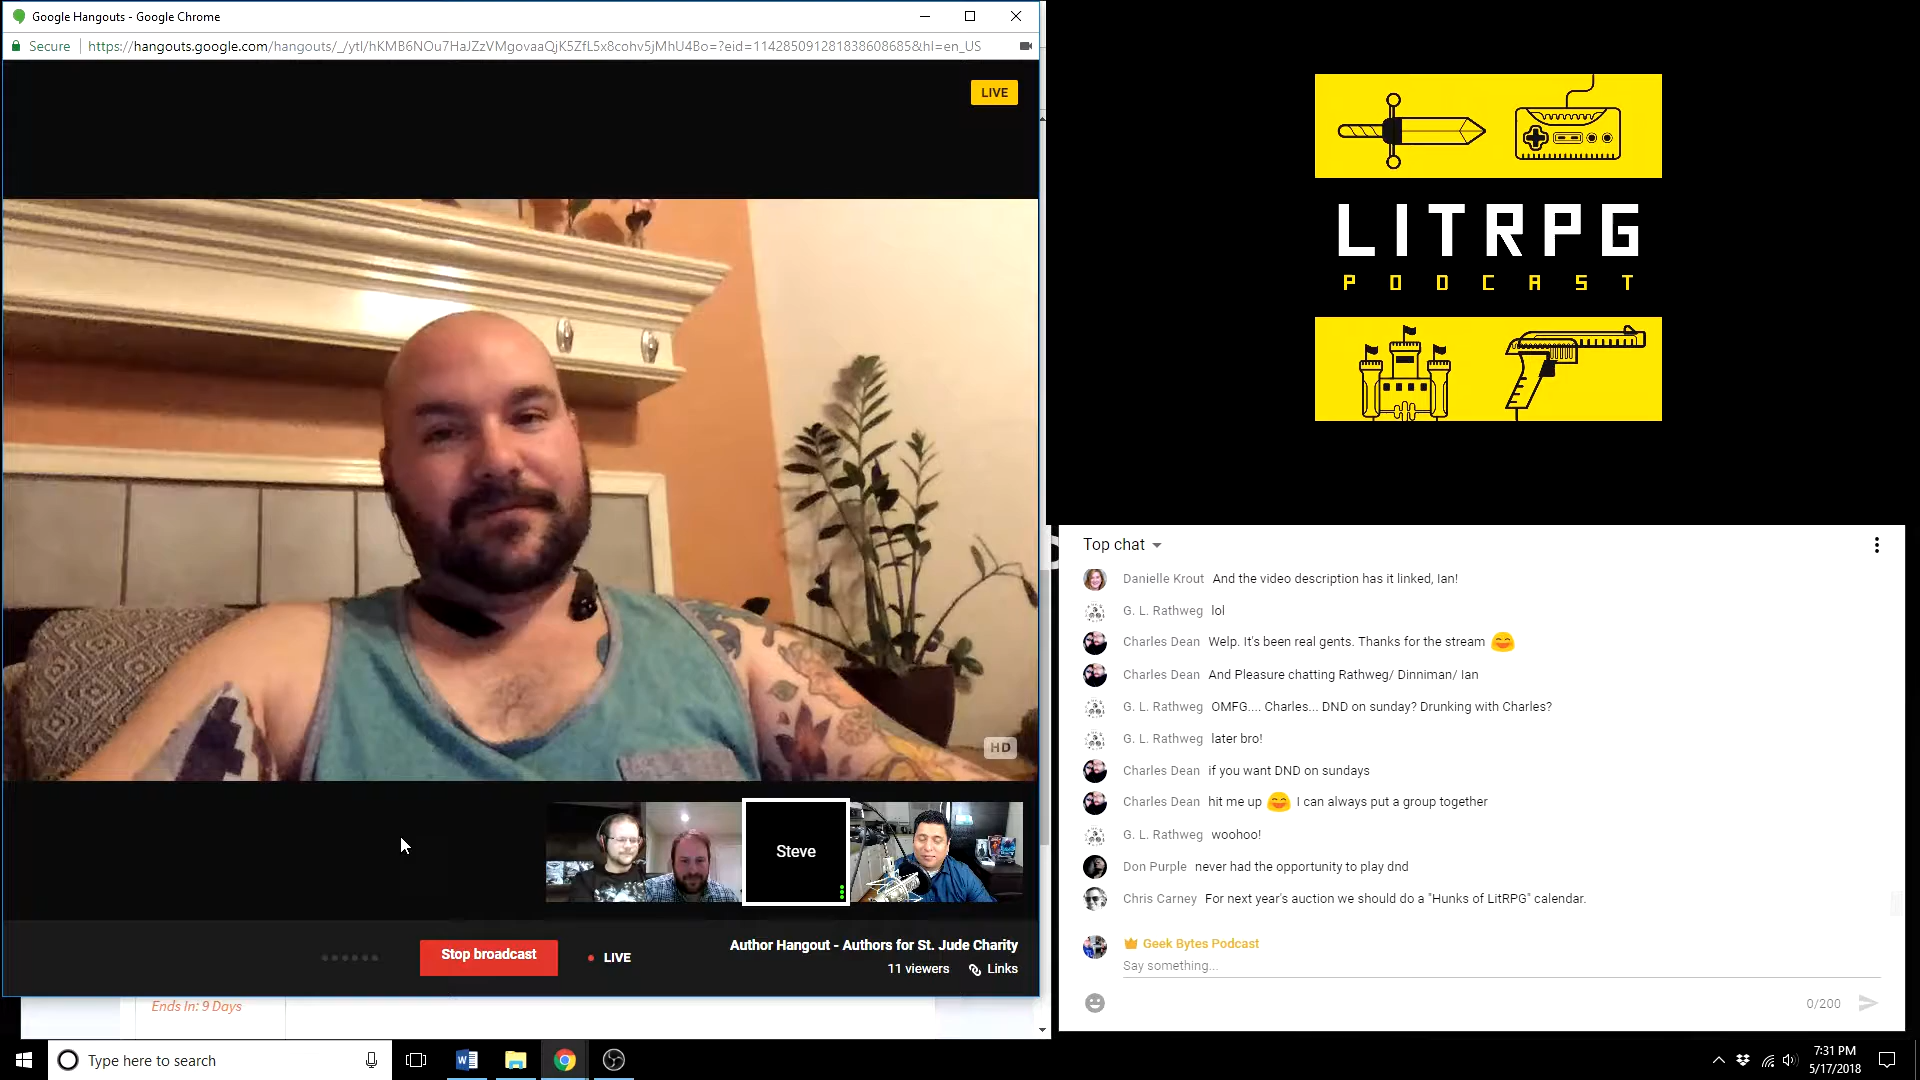 Google Hangouts - Google Chrome
Secure
https://hangouts.google.com/hangouts/_/ytl/hKMB6NOu7HaJZzVMgovaaQjK5ZfL5x8cohv5jMhU4Bo=?eid=114285091281838608685&hl=en_US
LIVE
HD
Steve
Stop broadcast
LIVE
Author Hangout - Authors for St. Jude Charity
11 viewers
Links
Ends In: 9 Days
LITRPG
PODCAST
Top chat
Danielle Krout And the video description has it linked, Ian!
G. L. Rathweg lol
Charles Dean Welp. It's been real gents. Thanks for the stream 😄
Charles Dean And Pleasure chatting Rathweg/ Dinniman/ Ian
G. L. Rathweg OMFG.... Charles... DND on sunday? Drunking with Charles?
G. L. Rathweg later bro!
Charles Dean if you want DND on sundays
Charles Dean hit me up 😄 I can always put a group together
G. L. Rathweg woohoo!
Don Purple never had the opportunity to play dnd
Chris Carney For next year's auction we should do a "Hunks of LitRPG" calendar.
Geek Bytes Podcast
Say something...
0/200
Type here to search
7:31 PM
5/17/2018